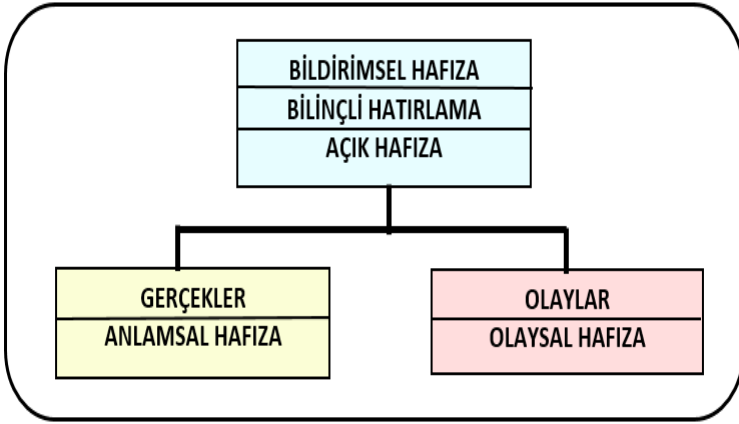 BİLDİRİMSEL HAFIZA
BİLİNÇLİ HATIRLAMA
AÇIK HAFIZA
GERÇEKLER
ANLAMSAL HAFIZA
OLAYLAR
OLAYSAL HAFIZA